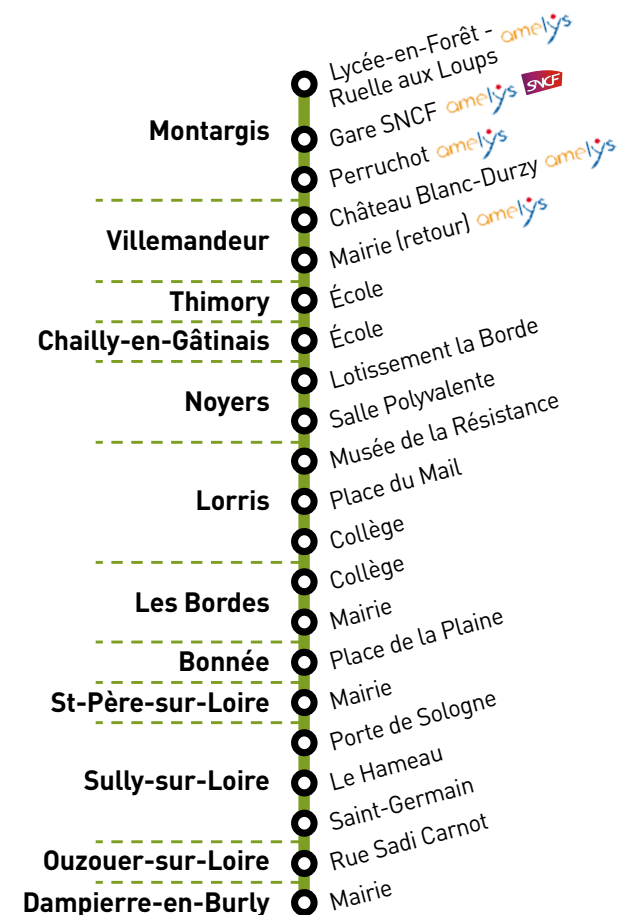 Lycée-en-Forêt - amelys
Ruelle aux Loups
Montargis
Gare SNCF amelys SNCF
Perruchot amelys
Château Blanc-Durzy amelys
Villemandeur
Mairie (retour) amelys
Thimory
École
Chailly-en-Gâtinais
École
Lotissement la Borde
Noyers
Salle Polyvalente
Musée de la Résistance
Lorris
Place du Mail
Collège
Collège
Les Bordes
Mairie
Bonnée
Place de la Plaine
St-Père-sur-Loire
Mairie
Porte de Sologne
Sully-sur-Loire
Le Hameau
Saint-Germain
Ouzouer-sur-Loire
Rue Sadi Carnot
Dampierre-en-Burly
Mairie